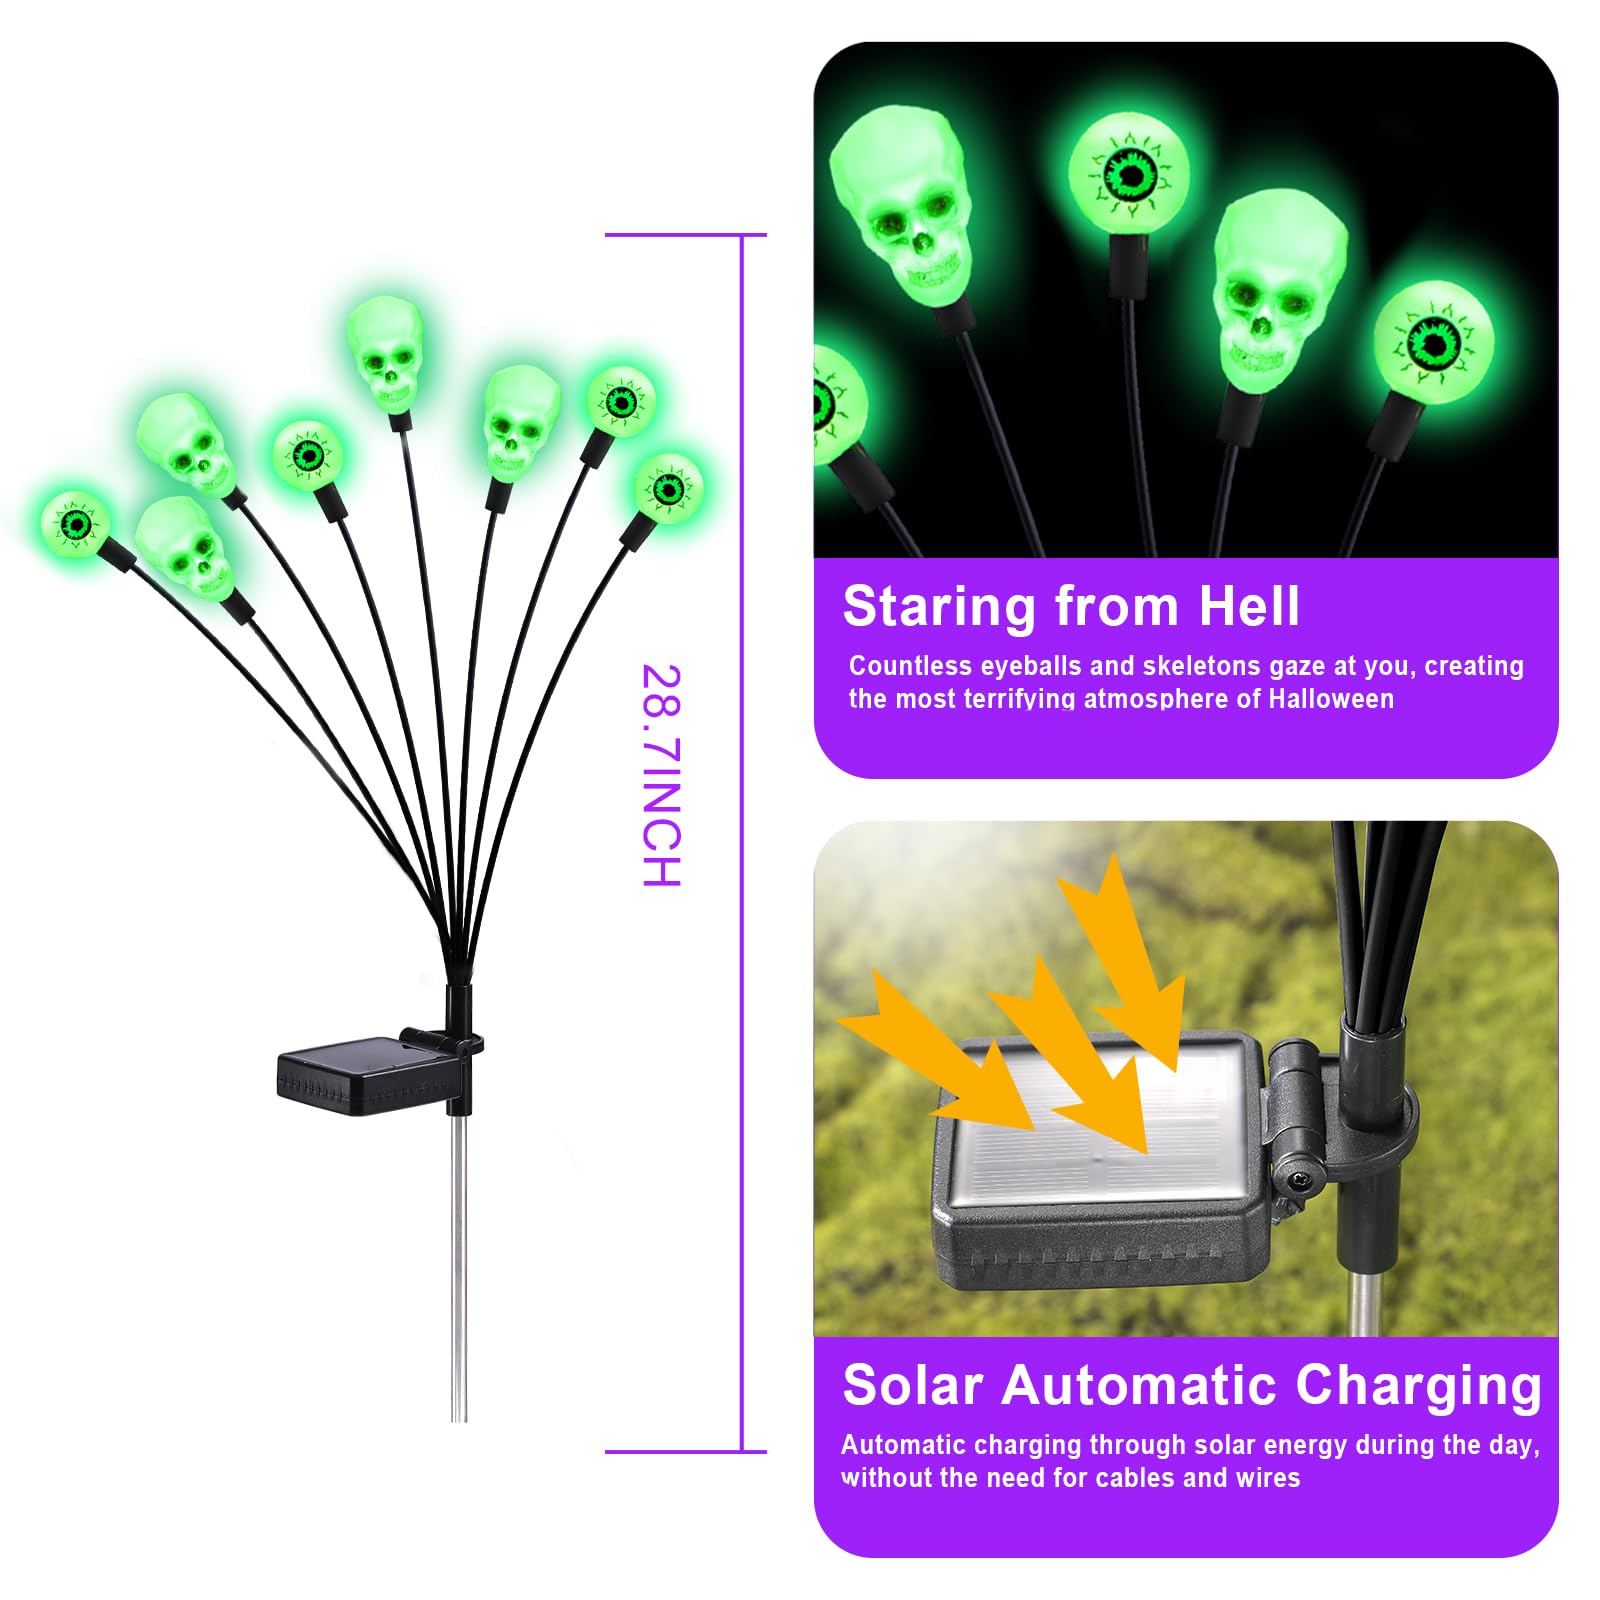 28.7INCH
Staring from Hell
Countless eyeballs and skeletons gaze at you, creating
the most terrifying atmosphere of Halloween
Solar Automatic Charging
Automatic charging through solar energy during the day,
without the need for cables and wires